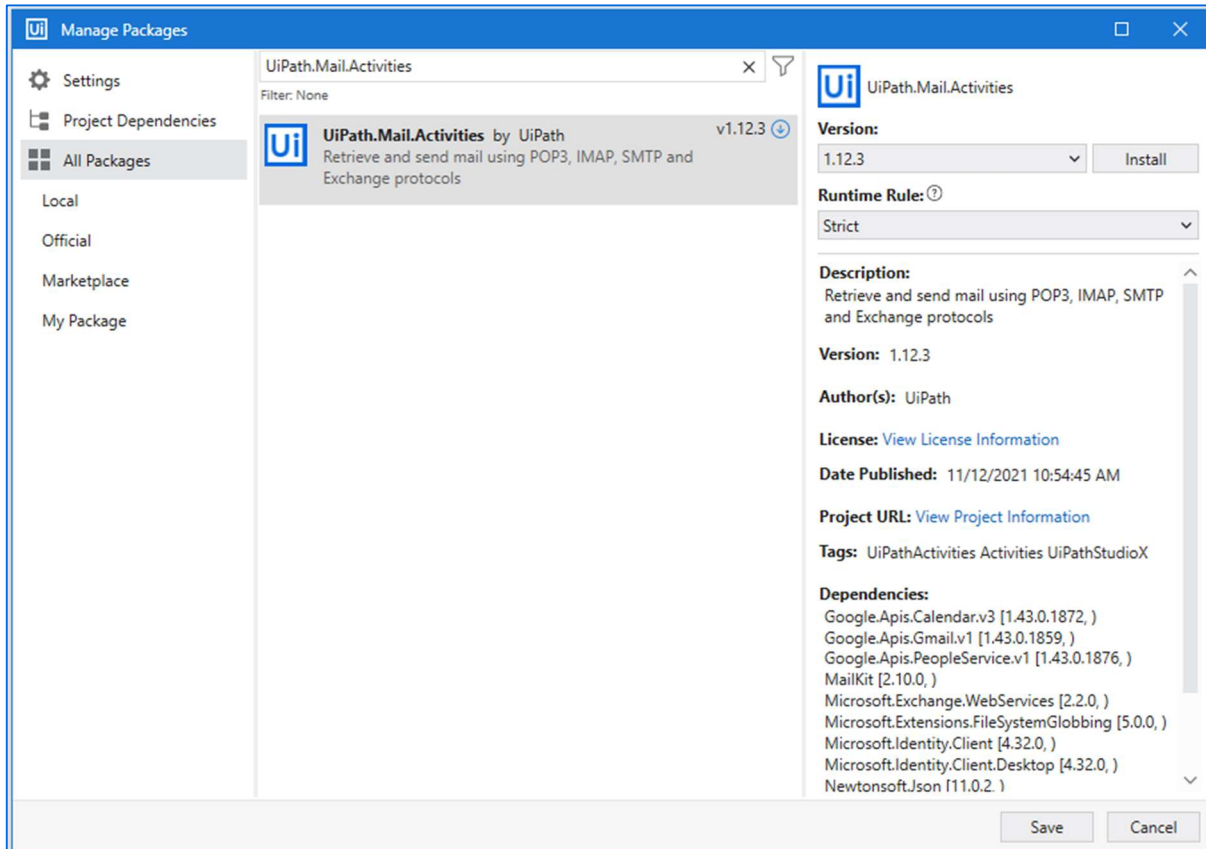 Ui Manage Packages
Settings
Project Dependencies
All Packages
Local
Official
Marketplace
My Package
UiPath.Mail.Activities
Filter: None
Ui
UiPath.Mail.Activities by UiPath v1.12.3
Retrieve and send mail using POP3, IMAP, SMTP and
Exchange protocols
Ui UiPath.Mail.Activities
Version:
1.12.3 Install
Runtime Rule: ?
Strict
Description:
Retrieve and send mail using POP3, IMAP, SMTP
and Exchange protocols
Version: 1.12.3
Author(s): UiPath
License: View License Information
Date Published: 11/12/2021 10:54:45 AM
Project URL: View Project Information
Tags: UiPathActivities Activities UiPathStudioX
Dependencies:
Google.Apis.Calendar.v3 [1.43.0.1872, )
Google.Apis.Gmail.v1 [1.43.0.1859, )
Google.Apis.PeopleService.v1 [1.43.0.1876, )
MailKit [2.10.0, )
Microsoft.Exchange.WebServices [2.2.0, )
Microsoft.Extensions.FileSystemGlobbing [5.0.0, )
Microsoft.Identity.Client [4.32.0, )
Microsoft.Identity.Client.Desktop [4.32.0, )
Newtonsoft.Json [11.0.2, )
Save Cancel